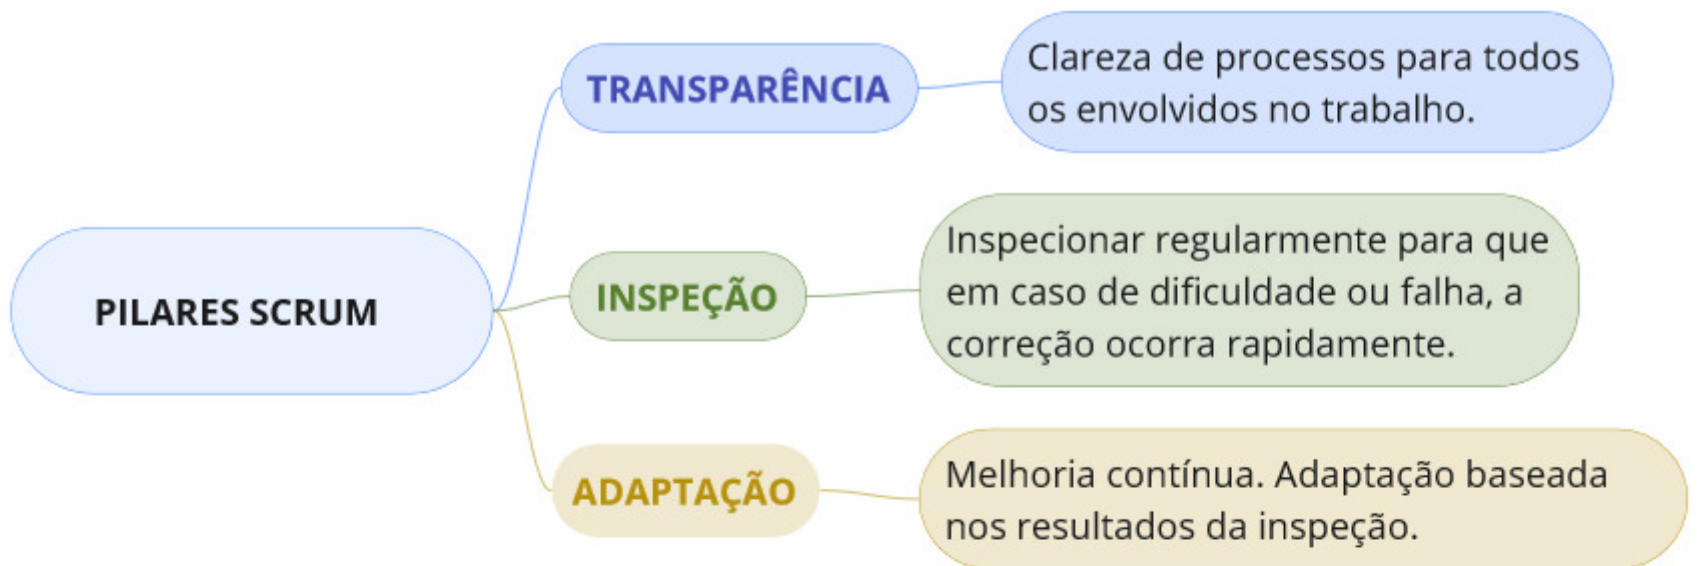 PILARES SCRUM
TRANSPARÊNCIA
Clareza de processos para todos
os envolvidos no trabalho.
INSPEÇÃO
Inspecionar regularmente para que
em caso de dificuldade ou falha, a
correção ocorra rapidamente.
ADAPTAÇÃO
Melhoria contínua. Adaptação baseada
nos resultados da inspeção.